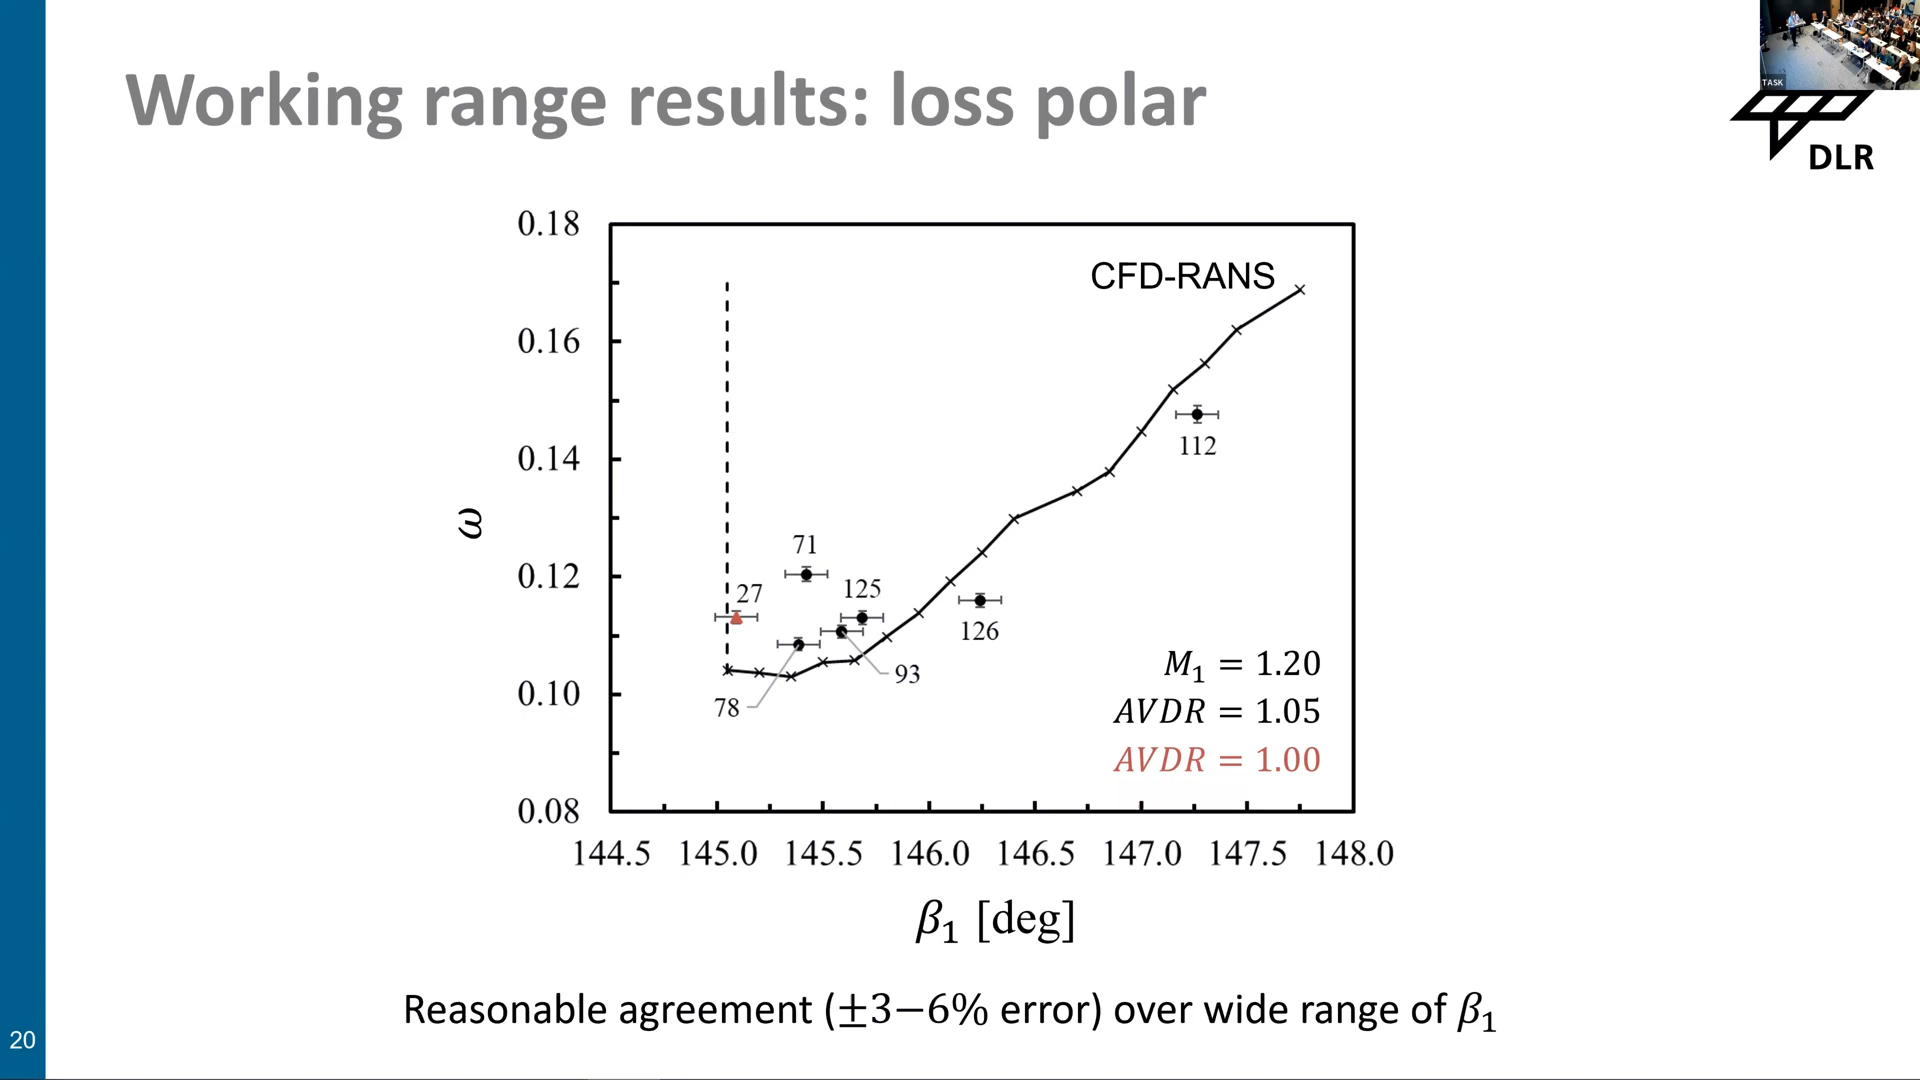 Working range results: loss polar
TASK
DLR
0.18
0.16
0.14
0.12
0.10
0.08
ω
CFD-RANS
112
71
27
125
126
93
78
M₁ = 1.20
AVDR = 1.05
AVDR = 1.00
144.5 145.0 145.5 146.0 146.5 147.0 147.5 148.0
β₁ [deg]
Reasonable agreement (±3−6% error) over wide range of β₁
20